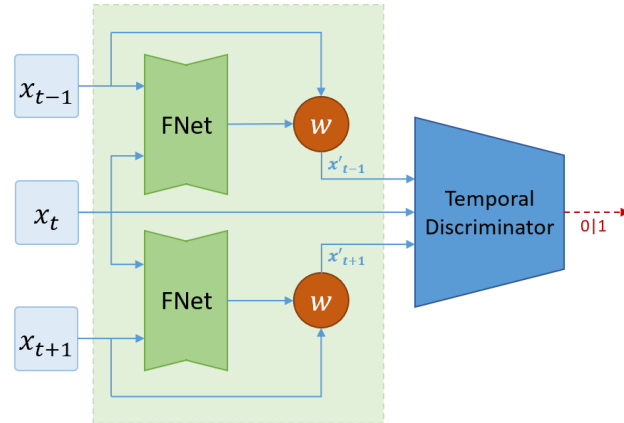 x_{t−1}
FNet
w
x'_{t−1}
x_t
Temporal
Discriminator
0|1
x'_{t+1}
FNet
w
x_{t+1}